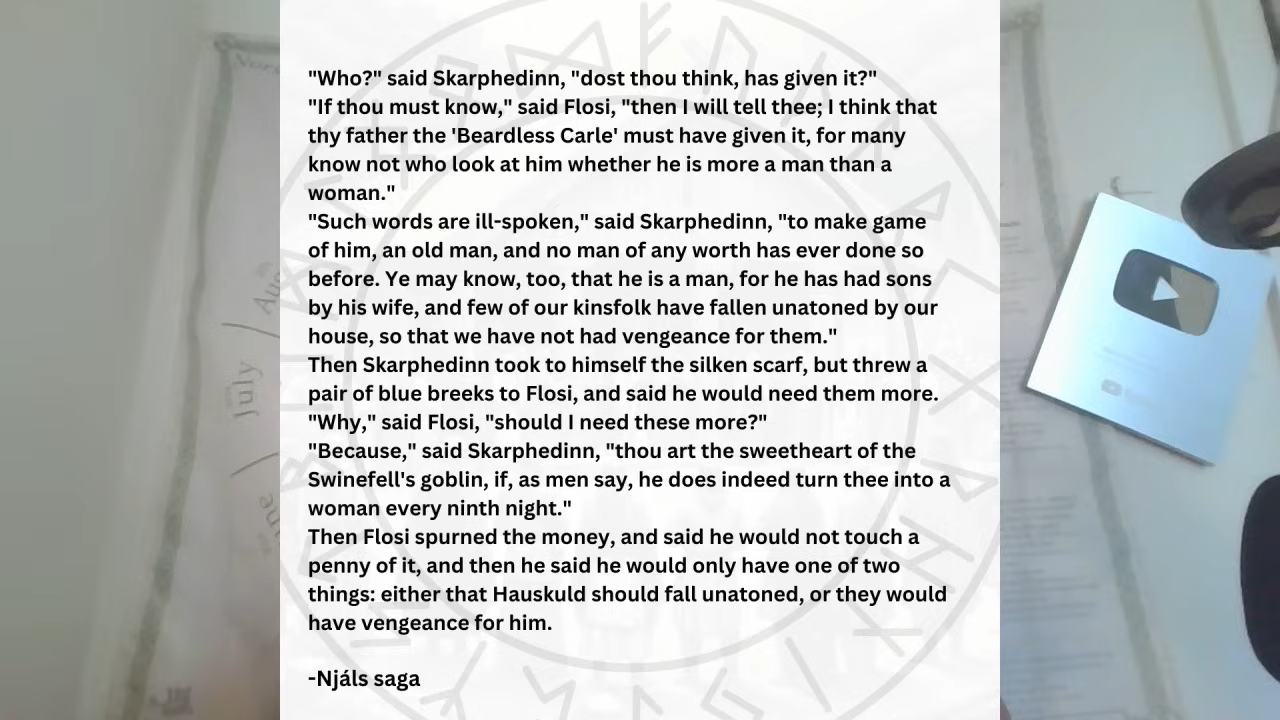 "Who?" said Skarphedinn, "dost thou think, has given it?"
"If thou must know," said Flosi, "then I will tell thee; I think that
thy father the 'Beardless Carle' must have given it, for many
know not who look at him whether he is more a man than a
woman."
"Such words are ill-spoken," said Skarphedinn, "to make game
of him, an old man, and no man of any worth has ever done so
before. Ye may know, too, that he is a man, for he has had sons
by his wife, and few of our kinsfolk have fallen unatoned by our
house, so that we have not had vengeance for them."
Then Skarphedinn took to himself the silken scarf, but threw a
pair of blue breeks to Flosi, and said he would need them more.
"Why," said Flosi, "should I need these more?"
"Because," said Skarphedinn, "thou art the sweetheart of the
Swinefell's goblin, if, as men say, he does indeed turn thee into a
woman every ninth night."
Then Flosi spurned the money, and said he would not touch a
penny of it, and then he said he would only have one of two
things: either that Hauskuld should fall unatoned, or they would
have vengeance for him.
-Njáls saga
July